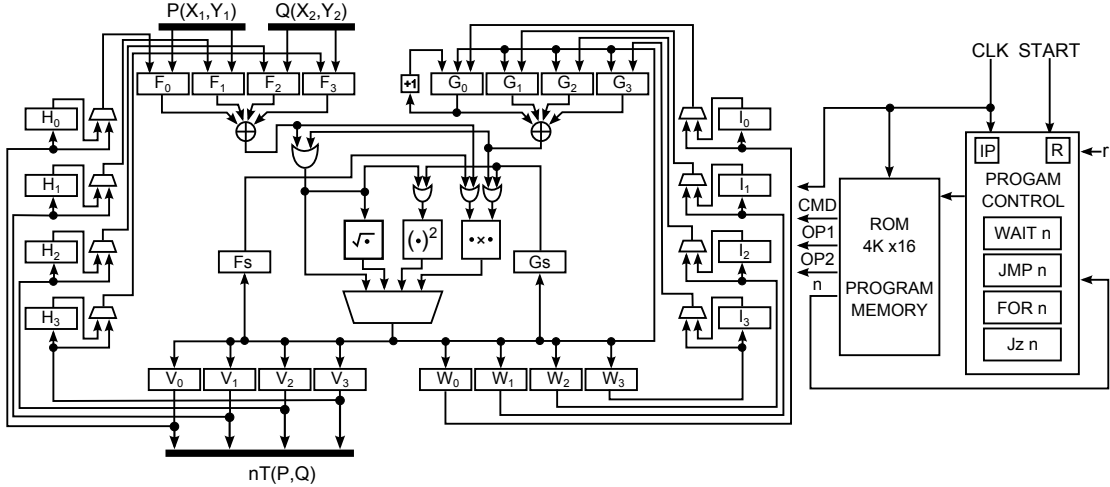 P(X₁,Y₁) Q(X₂,Y₂)
F₀ F₁ F₂ F₃
+1
G₀ G₁ G₂ G₃
H₀
H₁
H₂
H₃
I₀
I₁
I₂
I₃
√• (•)² •×•
Fs
Gs
V₀ V₁ V₂ V₃
W₀ W₁ W₂ W₃
nT(P,Q)
CLK START
IP R
r
PROGAM
CONTROL
WAIT n
JMP n
FOR n
Jz n
CMD
OP1
OP2
n
ROM
4K x16
PROGRAM
MEMORY